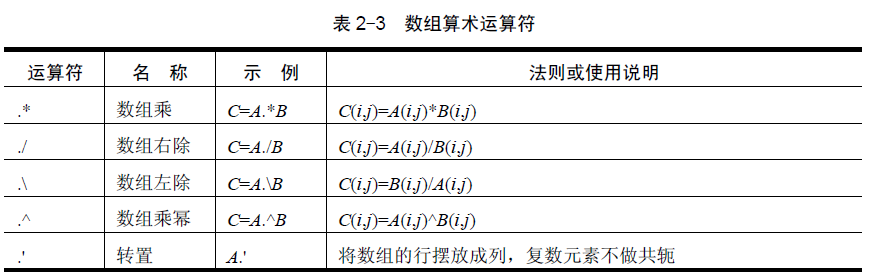 表 2-3 数组算术运算符
运算符 名 称 示 例 法则或使用说明
.* 数组乘 C=A.*B C(i,j)=A(i,j)*B(i,j)
./ 数组右除 C=A./B C(i,j)=A(i,j)/B(i,j)
.\ 数组左除 C=A.\B C(i,j)=B(i,j)/A(i,j)
.^ 数组乘幂 C=A.^B C(i,j)=A(i,j)^B(i,j)
.' 转置 A.' 将数组的行摆放成列，复数元素不做共轭